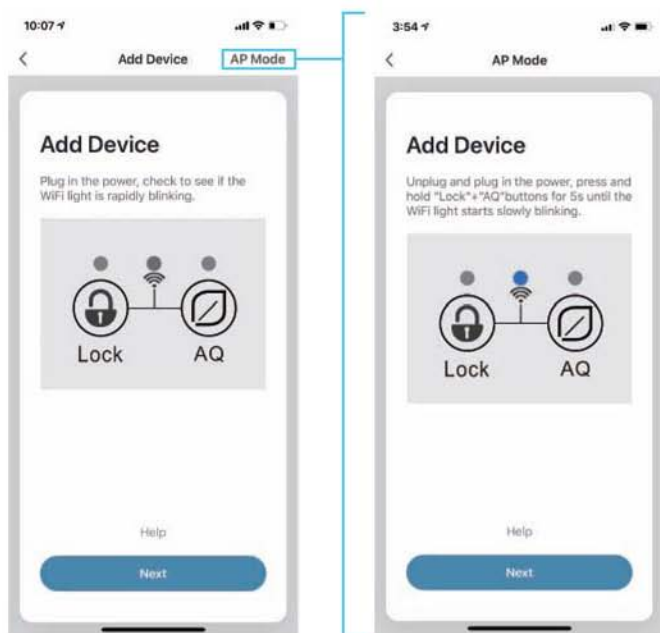 10:07
Add Device
AP Mode
Add Device
Plug in the power, check to see if the
WiFi light is rapidly blinking.
Lock
AQ
Help
Next
3:54
AP Mode
Add Device
Unplug and plug in the power, press and
hold "Lock"+"AQ"buttons for 5s until the
WiFi light starts slowly blinking.
Lock
AQ
Help
Next